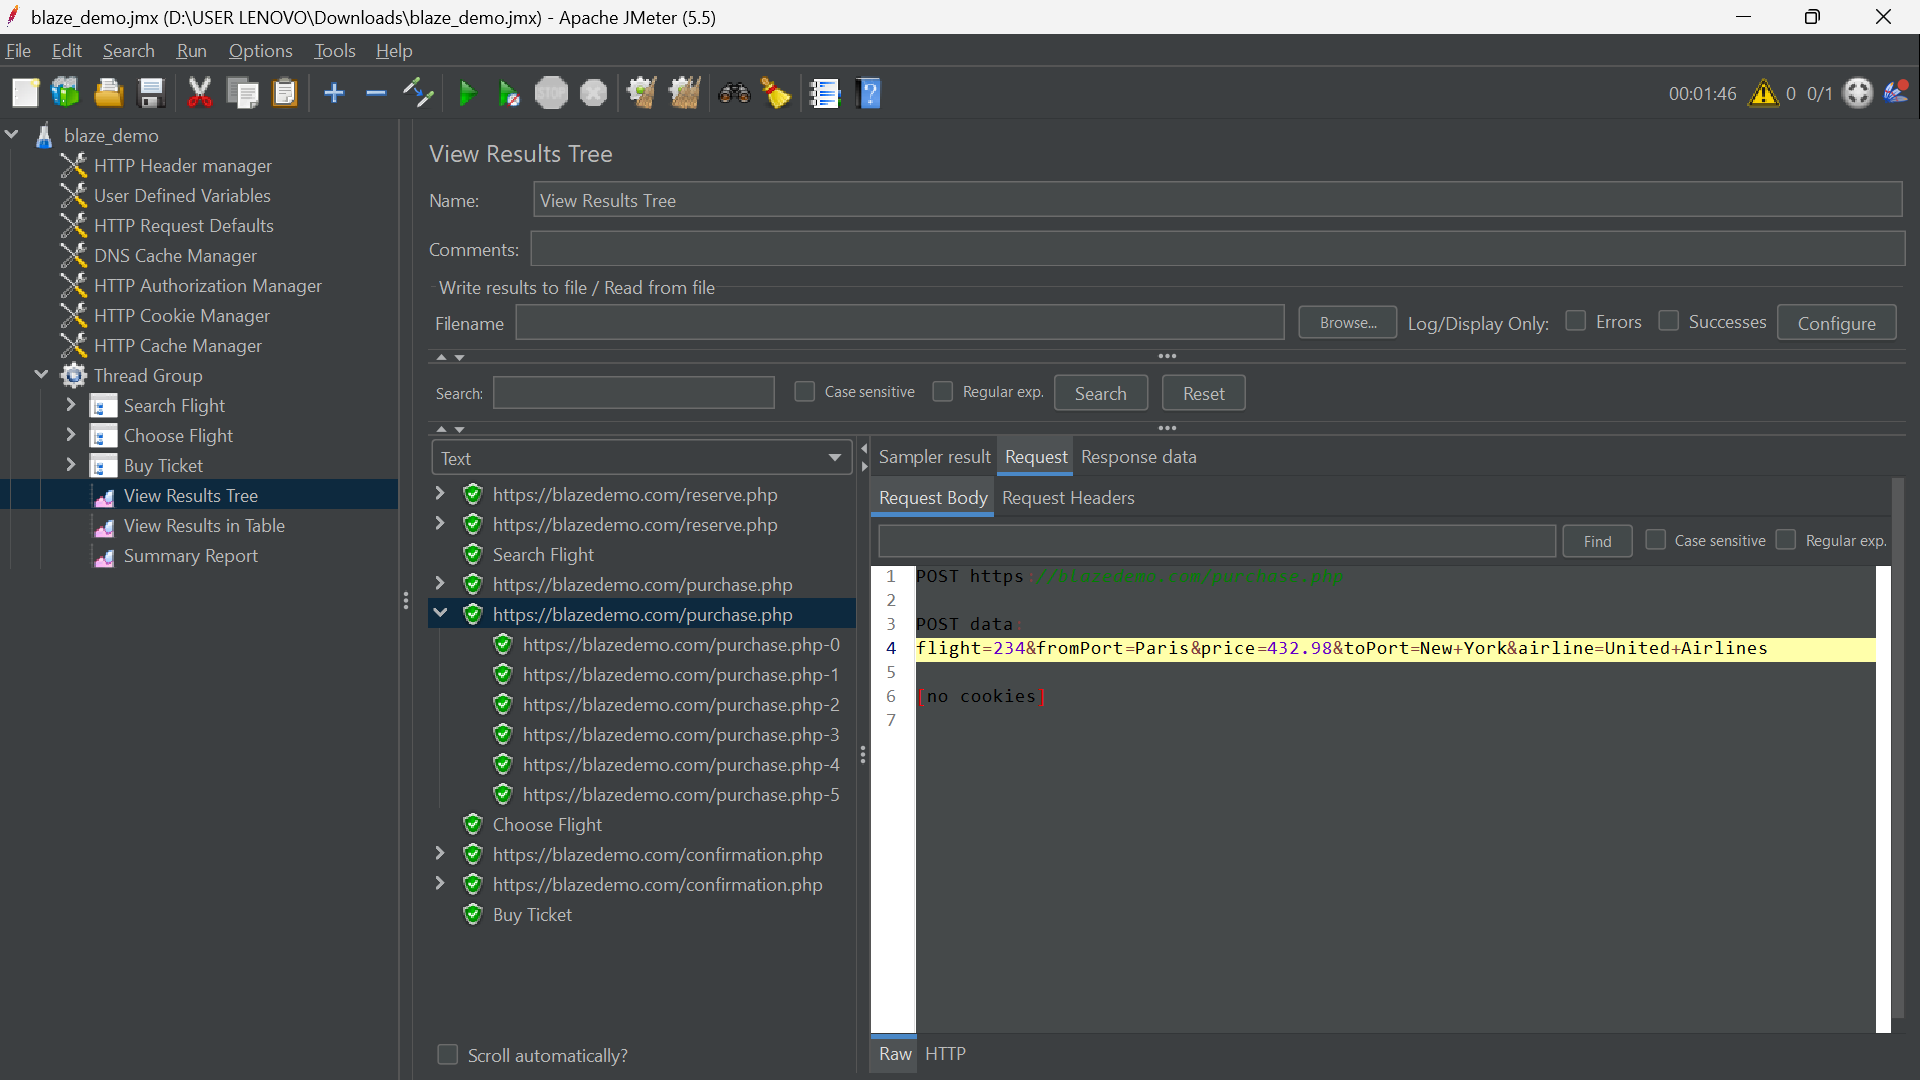 blaze_demo.jmx (D:\USER LENOVO\Downloads\blaze_demo.jmx) - Apache JMeter (5.5)
File Edit Search Run Options Tools Help
STOP
00:01:46 0 0/1
blaze_demo
HTTP Header manager
User Defined Variables
HTTP Request Defaults
DNS Cache Manager
HTTP Authorization Manager
HTTP Cookie Manager
HTTP Cache Manager
Thread Group
Search Flight
Choose Flight
Buy Ticket
View Results Tree
View Results in Table
Summary Report
View Results Tree
Name: View Results Tree
Comments:
Write results to file / Read from file
Filename Browse... Log/Display Only: Errors Successes Configure
Search: Case sensitive Regular exp. Search Reset
Text
https://blazedemo.com/reserve.php
https://blazedemo.com/reserve.php
Search Flight
https://blazedemo.com/purchase.php
https://blazedemo.com/purchase.php
https://blazedemo.com/purchase.php-0
https://blazedemo.com/purchase.php-1
https://blazedemo.com/purchase.php-2
https://blazedemo.com/purchase.php-3
https://blazedemo.com/purchase.php-4
https://blazedemo.com/purchase.php-5
Choose Flight
https://blazedemo.com/confirmation.php
https://blazedemo.com/confirmation.php
Buy Ticket
Scroll automatically?
Sampler result Request Response data
Request Body Request Headers
Find Case sensitive Regular exp.
1 POST https://blazedemo.com/purchase.php
2
3 POST data:
4 flight=234&fromPort=Paris&price=432.98&toPort=New+York&airline=United+Airlines
5
6 [no cookies]
7
Raw HTTP